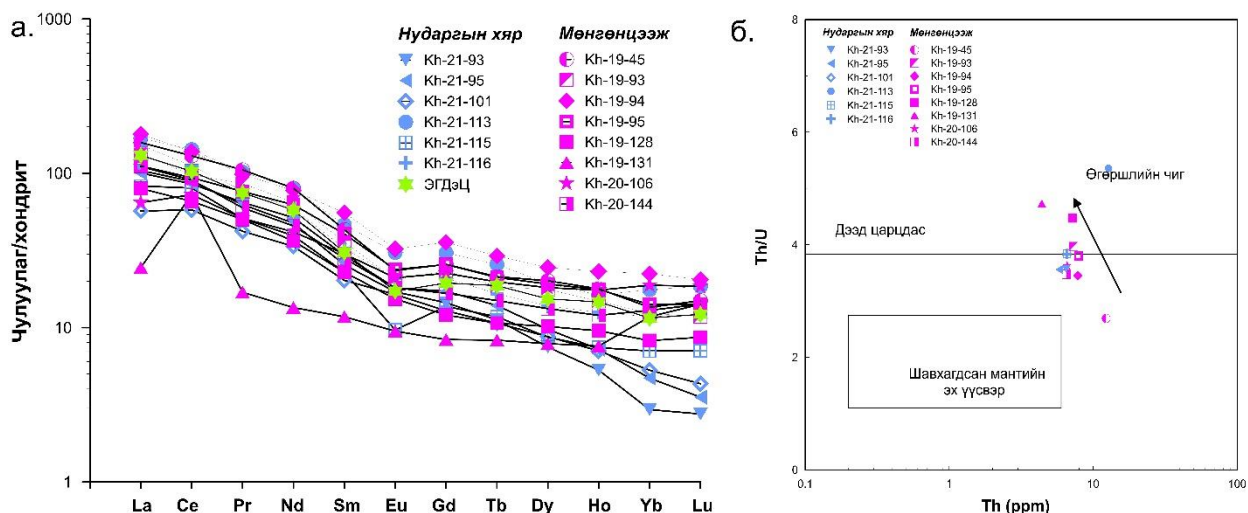 а.
Чулуулаг/хондрит
1000
100
10
1
La Ce Pr Nd Sm Eu Gd Tb Dy Ho Yb Lu
Нударгын хяр
Kh-21-93
Kh-21-95
Kh-21-101
Kh-21-113
Kh-21-115
Kh-21-116
ЭГДэЦ
Мөнгөнцээж
Kh-19-45
Kh-19-93
Kh-19-94
Kh-19-95
Kh-19-128
Kh-19-131
Kh-20-106
Kh-20-144
б.
Th/U
8
6
4
2
0
0.1 1 10 100
Th (ppm)
Нударгын хяр
Kh-21-93
Kh-21-95
Kh-21-101
Kh-21-113
Kh-21-115
Kh-21-116
Мөнгөнцээж
Kh-19-45
Kh-19-93
Kh-19-94
Kh-19-95
Kh-19-128
Kh-19-131
Kh-20-106
Kh-20-144
Өгөршлийн чиг
Дээд царцдас
Шавхагдсан мантийн
эх үүсвэр